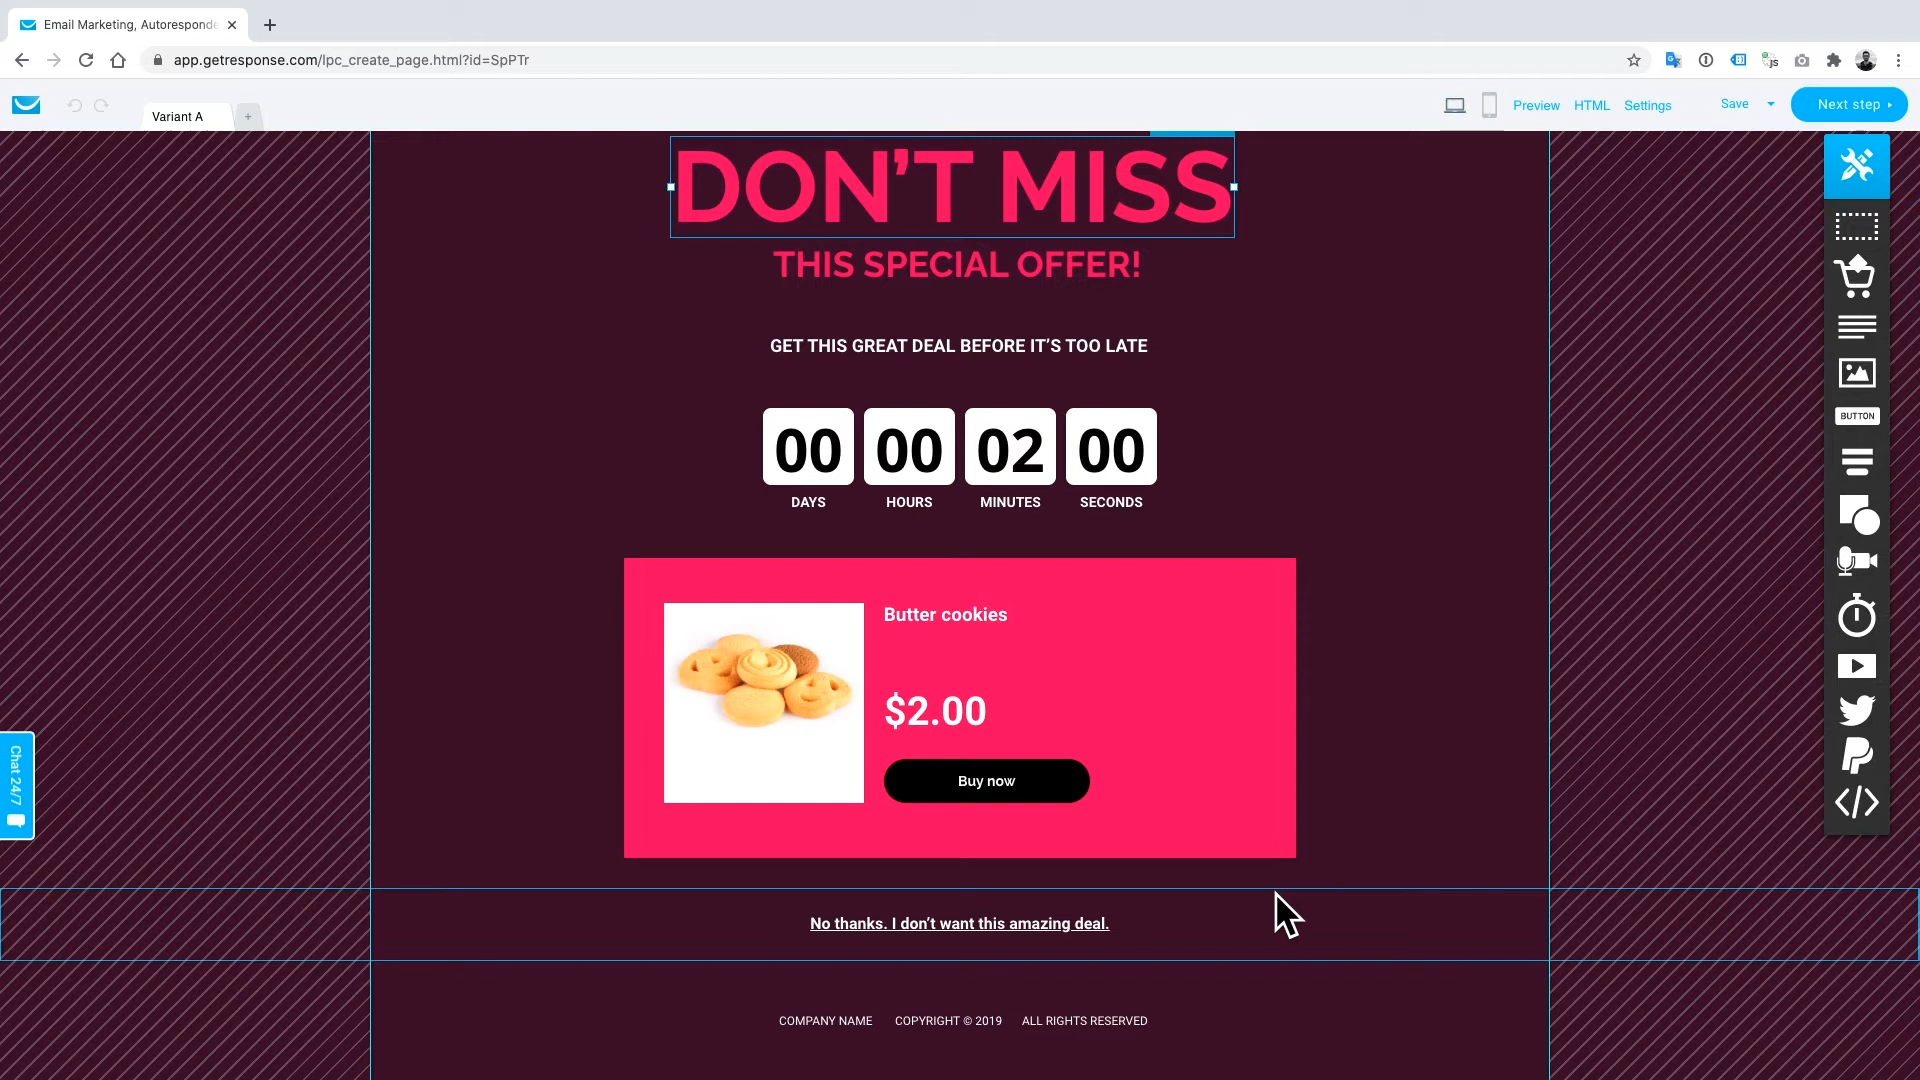 Email Marketing, Autoresponde
app.getresponse.com/lpc_create_page.html?id=SpPTr
Variant A
Preview HTML Settings Save Next step
DON’T MISS
THIS SPECIAL OFFER!
GET THIS GREAT DEAL BEFORE IT’S TOO LATE
00 00 02 00
DAYS HOURS MINUTES SECONDS
BUTTON
Butter cookies
$2.00
Buy now
Chat 24/7
No thanks. I don’t want this amazing deal.
COMPANY NAME COPYRIGHT © 2019 ALL RIGHTS RESERVED